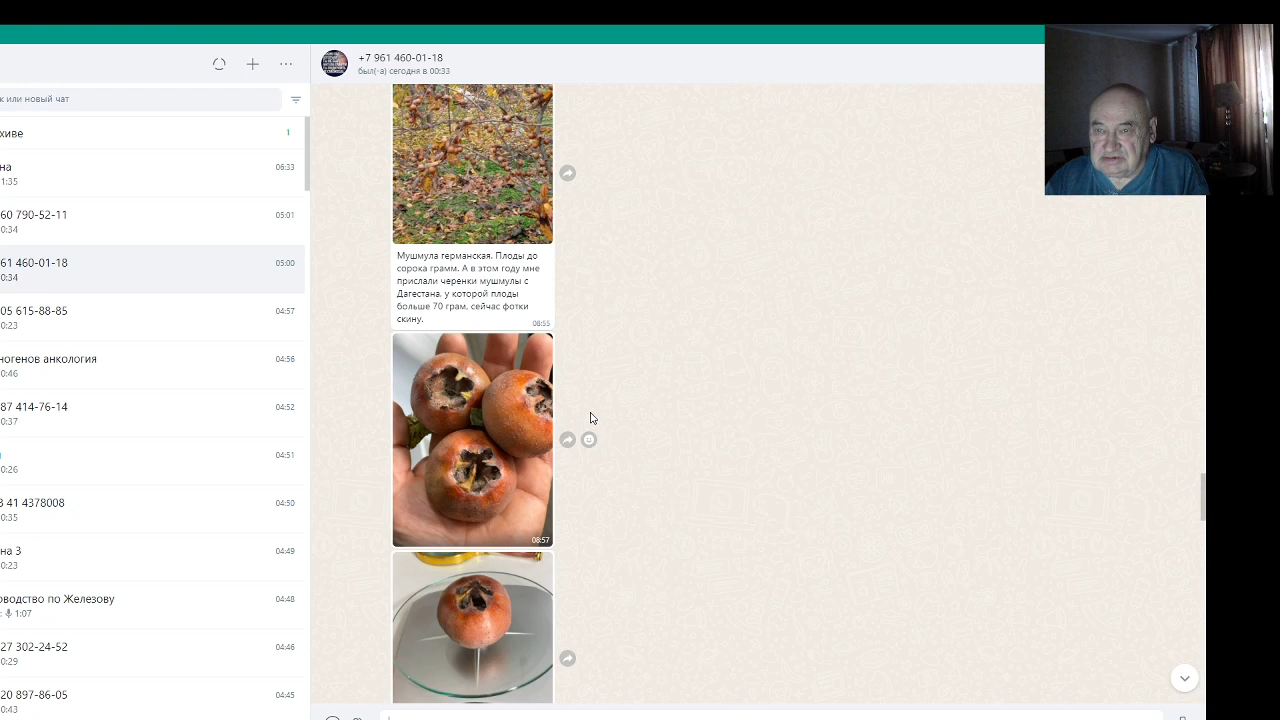 к или новый чат
хиве
1
на
06:33
1:35
60 790-52-11
05:01
0:34
61 460-01-18
05:00
0:34
05 615-88-85
04:57
0:23
ногенов анкология
04:56
0:46
87 414-76-14
04:52
0:37
04:51
0:26
8 41 4378008
04:50
0:35
на 3
04:49
0:23
оводство по Железову
04:48
1:07
27 302-24-52
04:46
0:29
20 897-86-05
04:45
0:43
+7 961 460-01-18
был(-а) сегодня в 00:33
Мушмула германская. Плоды до
сорока грамм. А в этом году мне
прислали черенки мушмулы с
Дагестана, у которой плоды
больше 70 грам, сейчас фотки
скину.
08:55
08:57